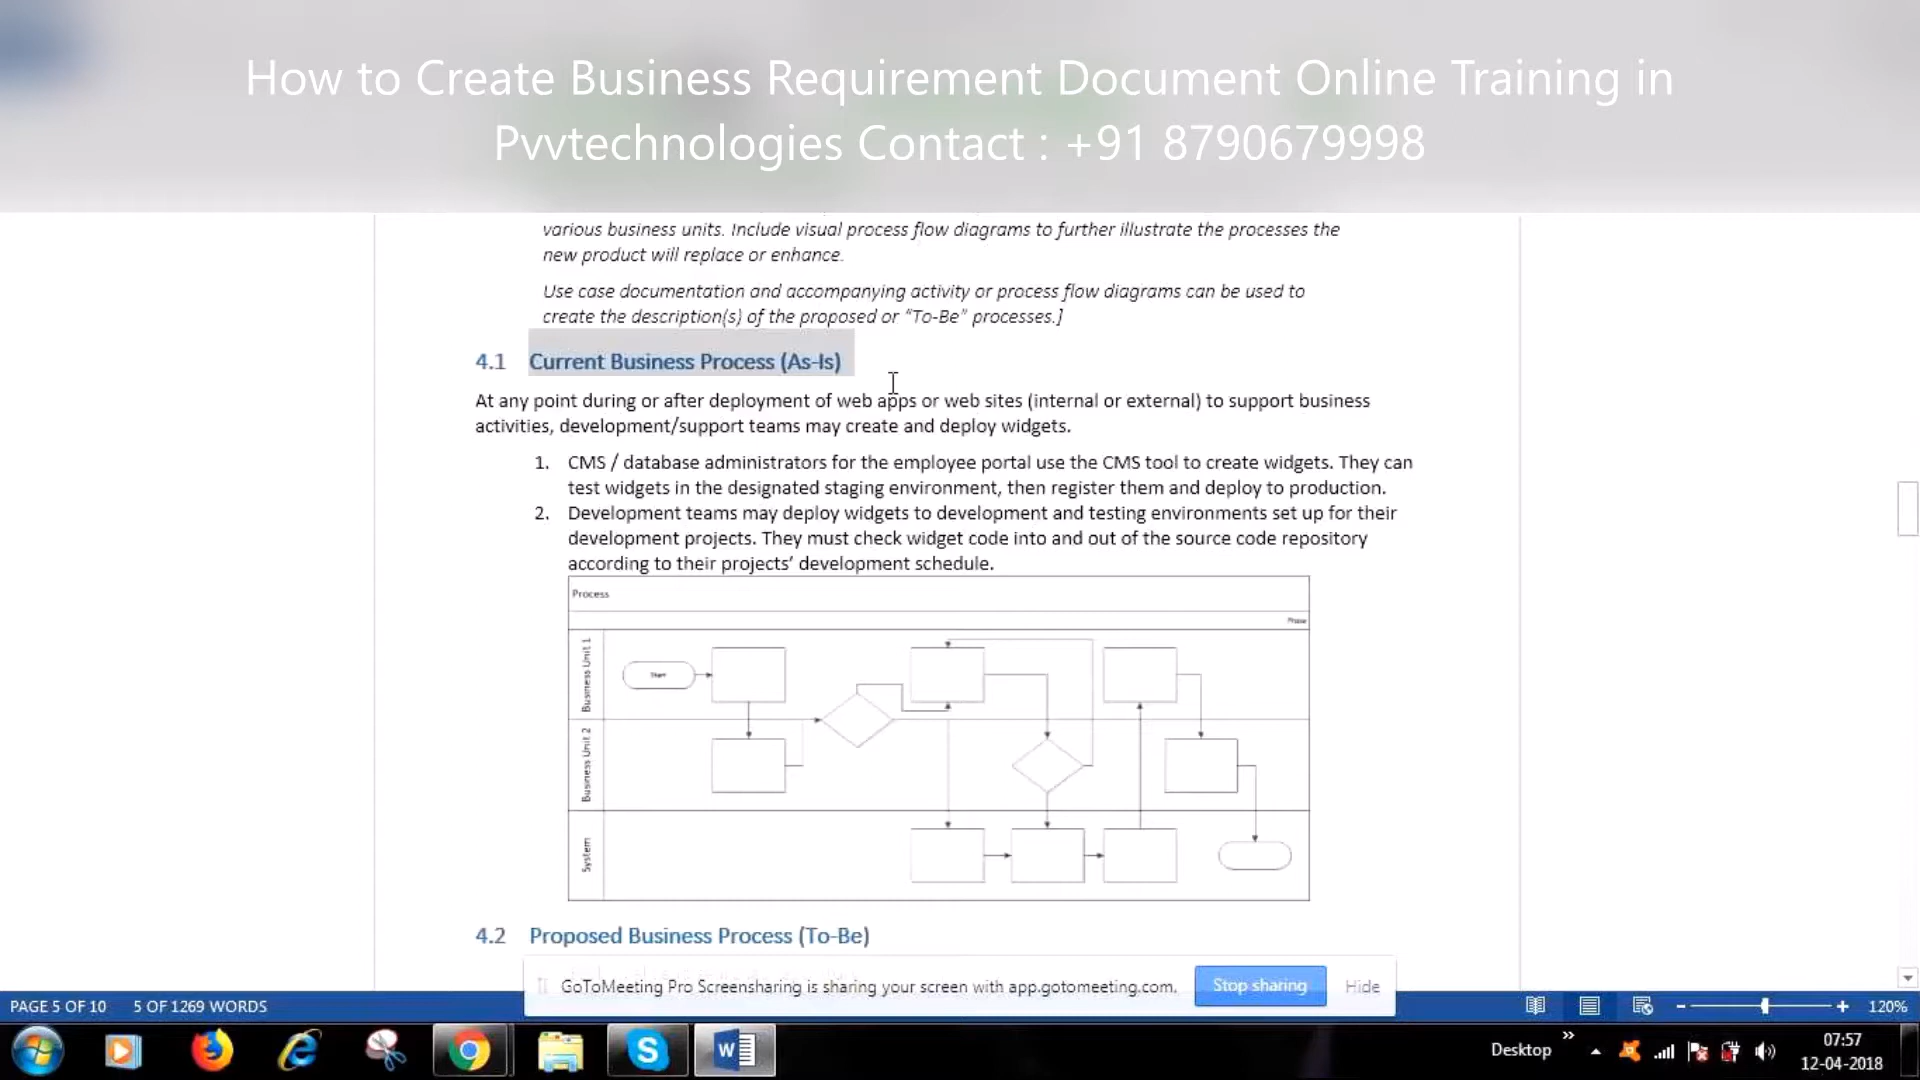 How to Create Business Requirement Document Online Training in
Pvvtechnologies Contact : +91 8790679998
various business units. Include visual process flow diagrams to further illustrate the processes the
new product will replace or enhance.
Use case documentation and accompanying activity or process flow diagrams can be used to
create the description(s) of the proposed or “To-Be” processes.]
4.1 Current Business Process (As-Is)
At any point during or after deployment of web apps or web sites (internal or external) to support business
activities, development/support teams may create and deploy widgets.
1. CMS / database administrators for the employee portal use the CMS tool to create widgets. They can
test widgets in the designated staging environment, then register them and deploy to production.
2. Development teams may deploy widgets to development and testing environments set up for their
development projects. They must check widget code into and out of the source code repository
according to their projects’ development schedule.
Process
Phase
Business Unit 1
Start
Business Unit 2
System
4.2 Proposed Business Process (To-Be)
GoToMeeting Pro Screensharing is sharing your screen with app.gotomeeting.com. Stop sharing Hide
PAGE 5 OF 10 5 OF 1269 WORDS 120%
Desktop
07:57
12-04-2018